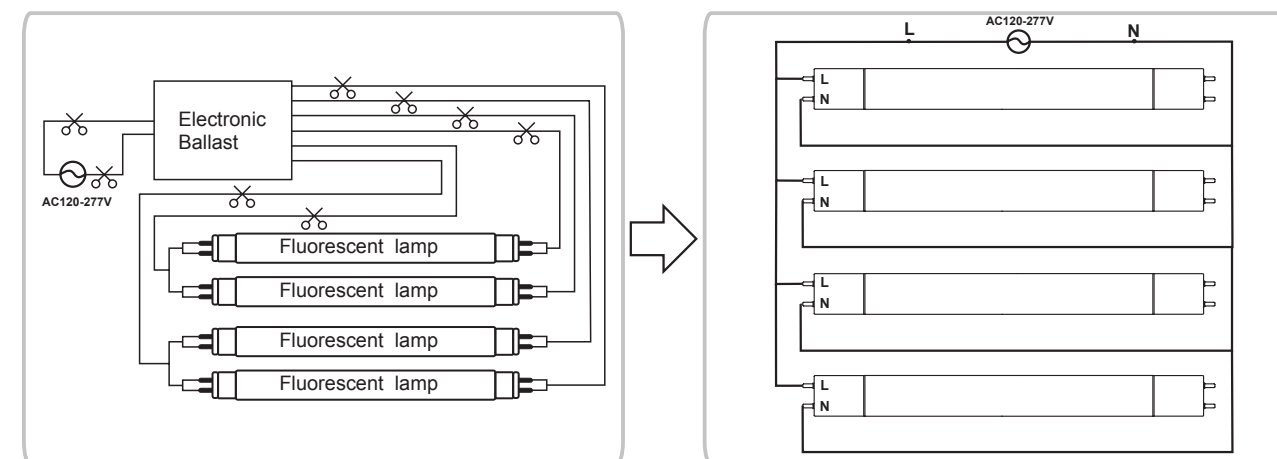 Electronic
Ballast
AC120-277V
Fluorescent lamp
Fluorescent lamp
Fluorescent lamp
Fluorescent lamp
AC120-277V
L
N
L
N
L
N
L
N
L
N